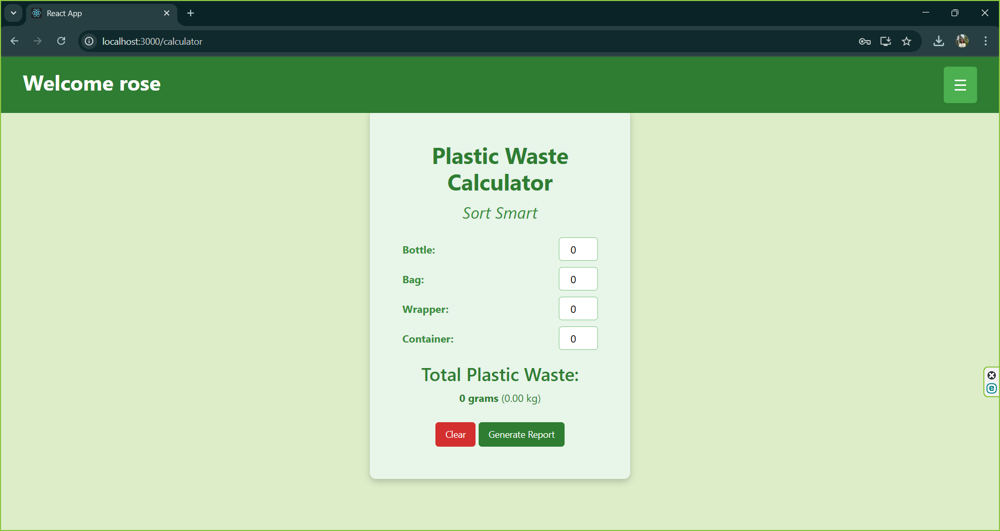 React App
localhost:3000/calculator
Welcome rose
Plastic Waste
Calculator
Sort Smart
Bottle: 0
Bag: 0
Wrapper: 0
Container: 0
Total Plastic Waste:
0 grams (0.00 kg)
Clear Generate Report
e